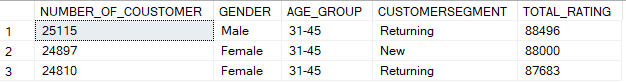 NUMBER_OF_COUSTOMER GENDER AGE_GROUP CUSTOMERSEGMENT TOTAL_RATING
1 25115 Male 31-45 Returning 88496
2 24897 Female 31-45 New 88000
3 24810 Female 31-45 Returning 87683